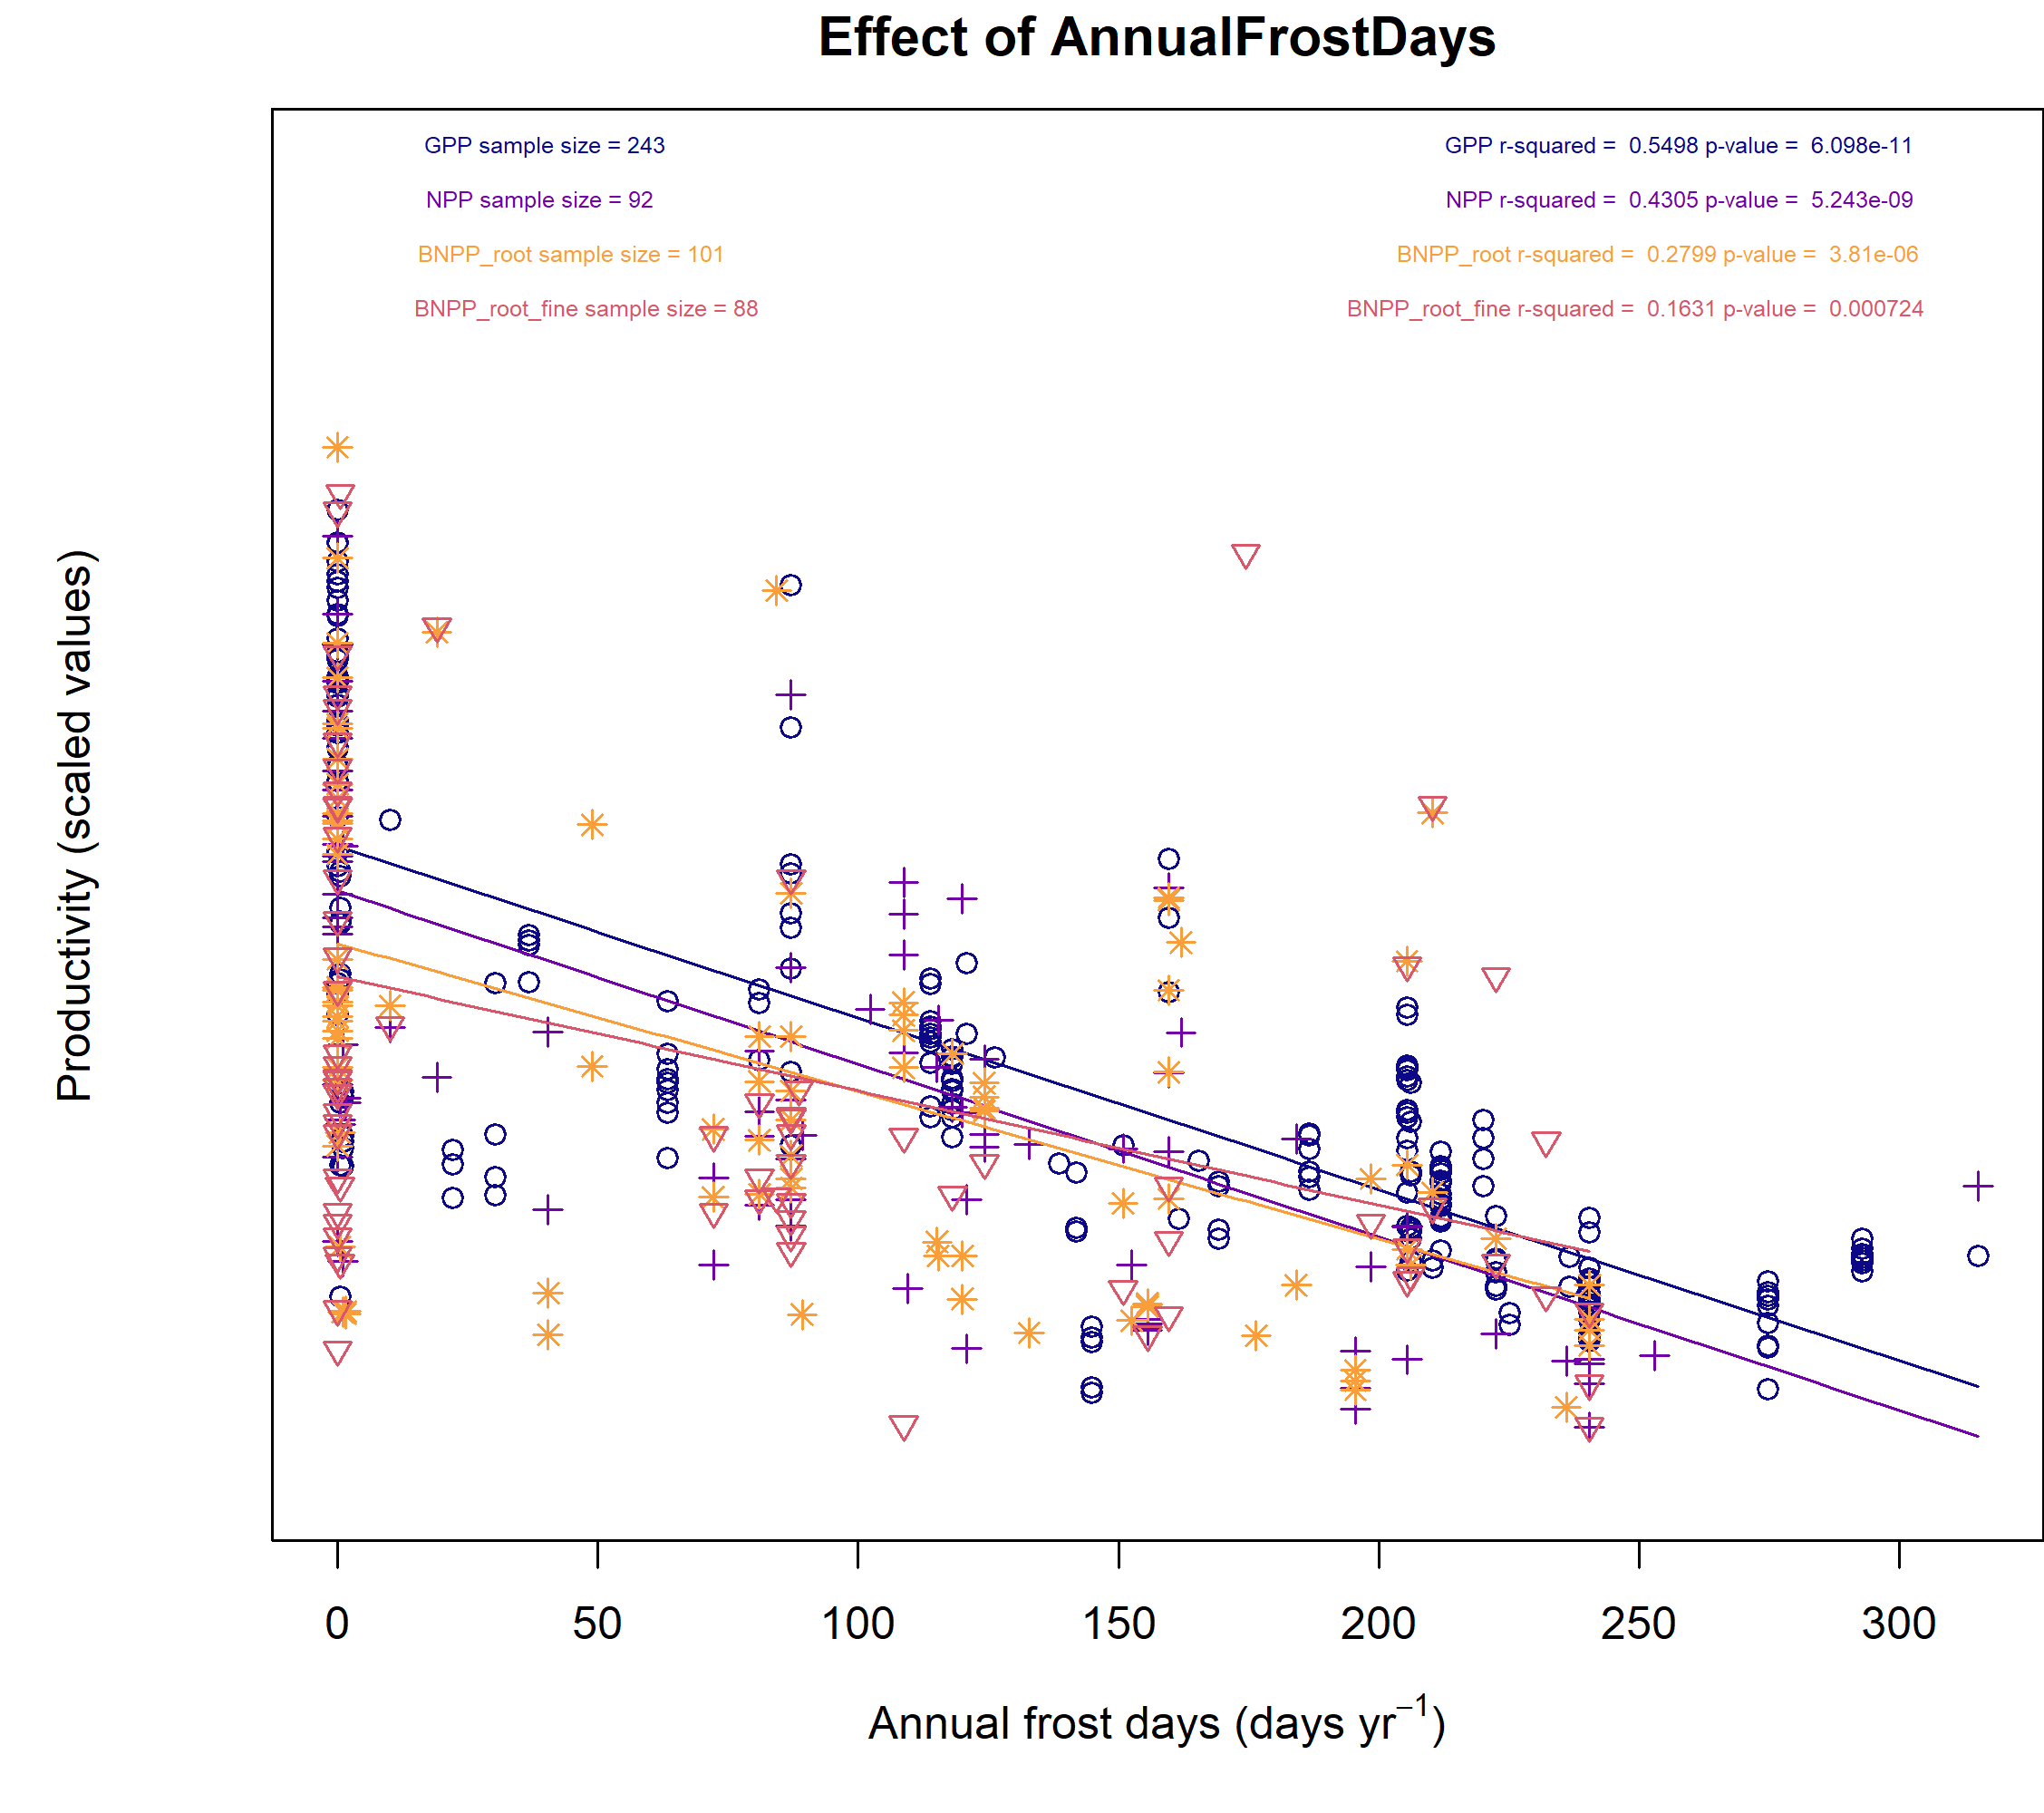 Effect of AnnualFrostDays
GPP sample size = 243
GPP r-squared = 0.5498 p-value = 6.098e-11
NPP sample size = 92
NPP r-squared = 0.4305 p-value = 5.243e-09
BNPP_root sample size = 101
BNPP_root r-squared = 0.2799 p-value = 3.81e-06
BNPP_root_fine sample size = 88
BNPP_root_fine r-squared = 0.1631 p-value = 0.000724
Productivity (scaled values)
0 50 100 150 200 250 300
Annual frost days (days yr⁻¹)